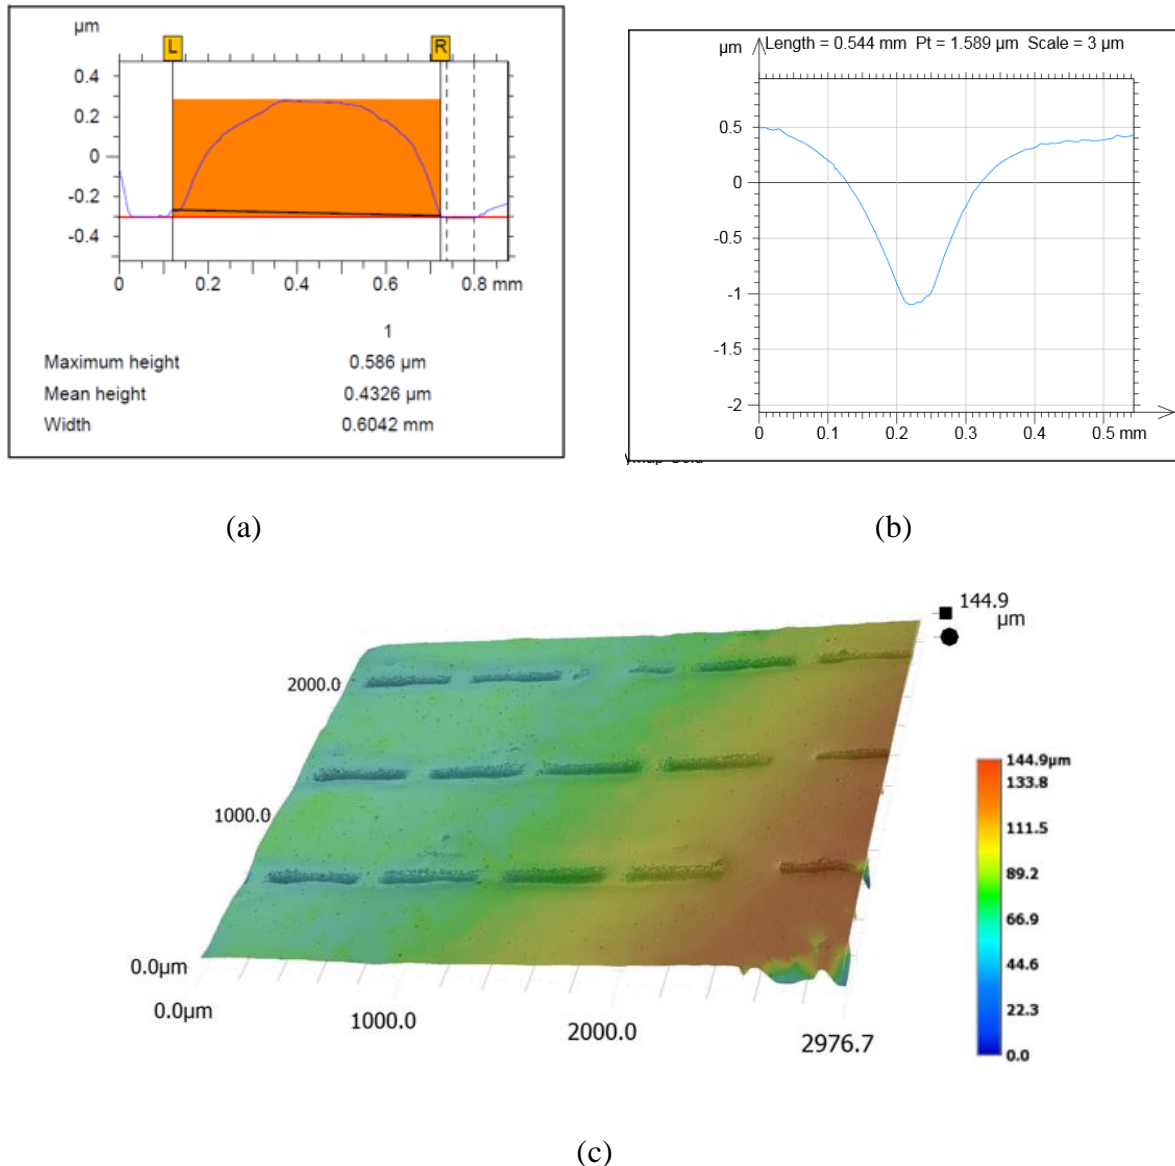 µm
L
R
0.4
0.2
0
-0.2
-0.4
0 0.2 0.4 0.6 0.8 mm
1
Maximum height 0.586 µm
Mean height 0.4326 µm
Width 0.6042 mm
(a)
µm Length = 0.544 mm Pt = 1.589 µm Scale = 3 µm
0.5
0
-0.5
-1
-1.5
-2
0 0.1 0.2 0.3 0.4 0.5 mm
(b)
144.9
µm
2000.0
1000.0
0.0µm
0.0µm
1000.0
2000.0
2976.7
144.9µm
133.8
111.5
89.2
66.9
44.6
22.3
0.0
(c)